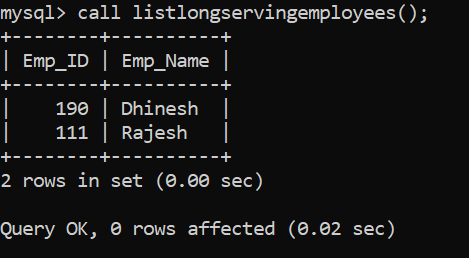 mysql> call listlongservingemployees();
+--------+----------+
| Emp_ID | Emp_Name |
+--------+----------+
|    190 | Dhinesh  |
|    111 | Rajesh   |
+--------+----------+
2 rows in set (0.00 sec)
Query OK, 0 rows affected (0.02 sec)